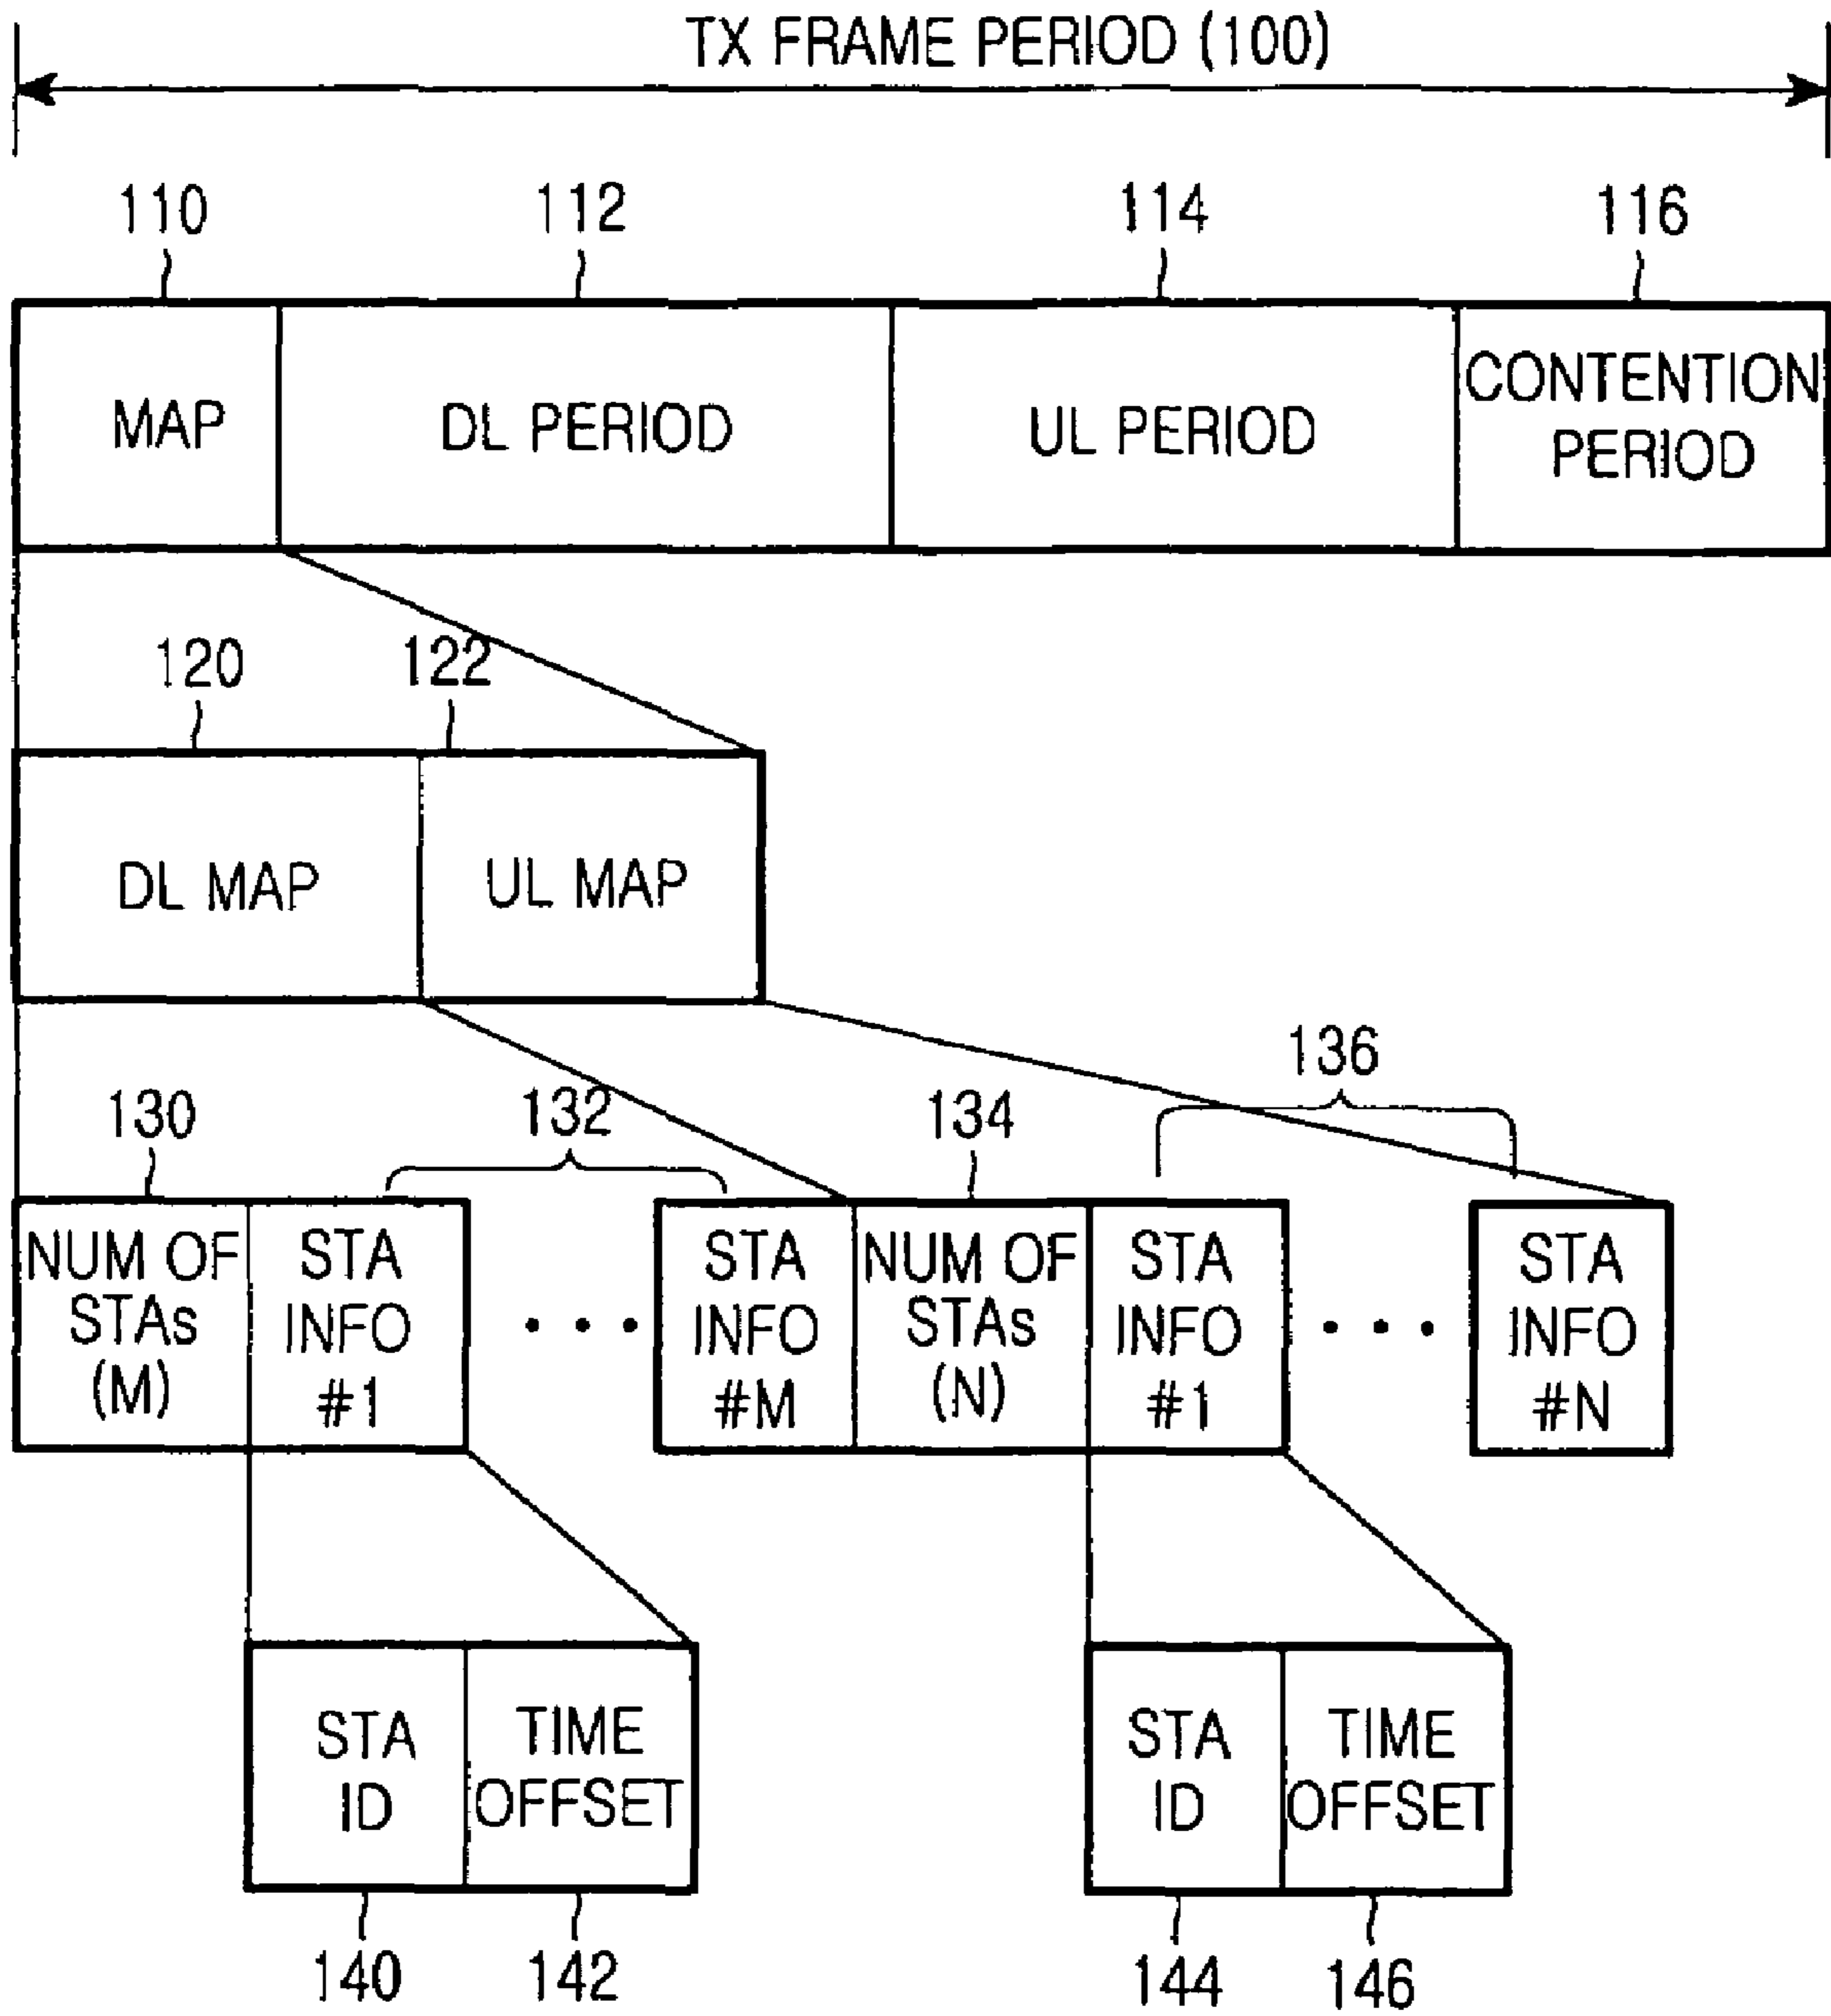 TX FRAME PERIOD (100)
110
112
114
116
MAP
DL PERIOD
UL PERIOD
CONTENTION
PERIOD
120
122
DL MAP
UL MAP
130
132
134
136
NUM OF
STAs
(M)
STA
INFO
#1
• • •
STA
INFO
#M
NUM OF
STAs
(N)
STA
INFO
#1
• • •
STA
INFO
#N
STA
ID
TIME
OFFSET
STA
ID
TIME
OFFSET
140
142
144
146